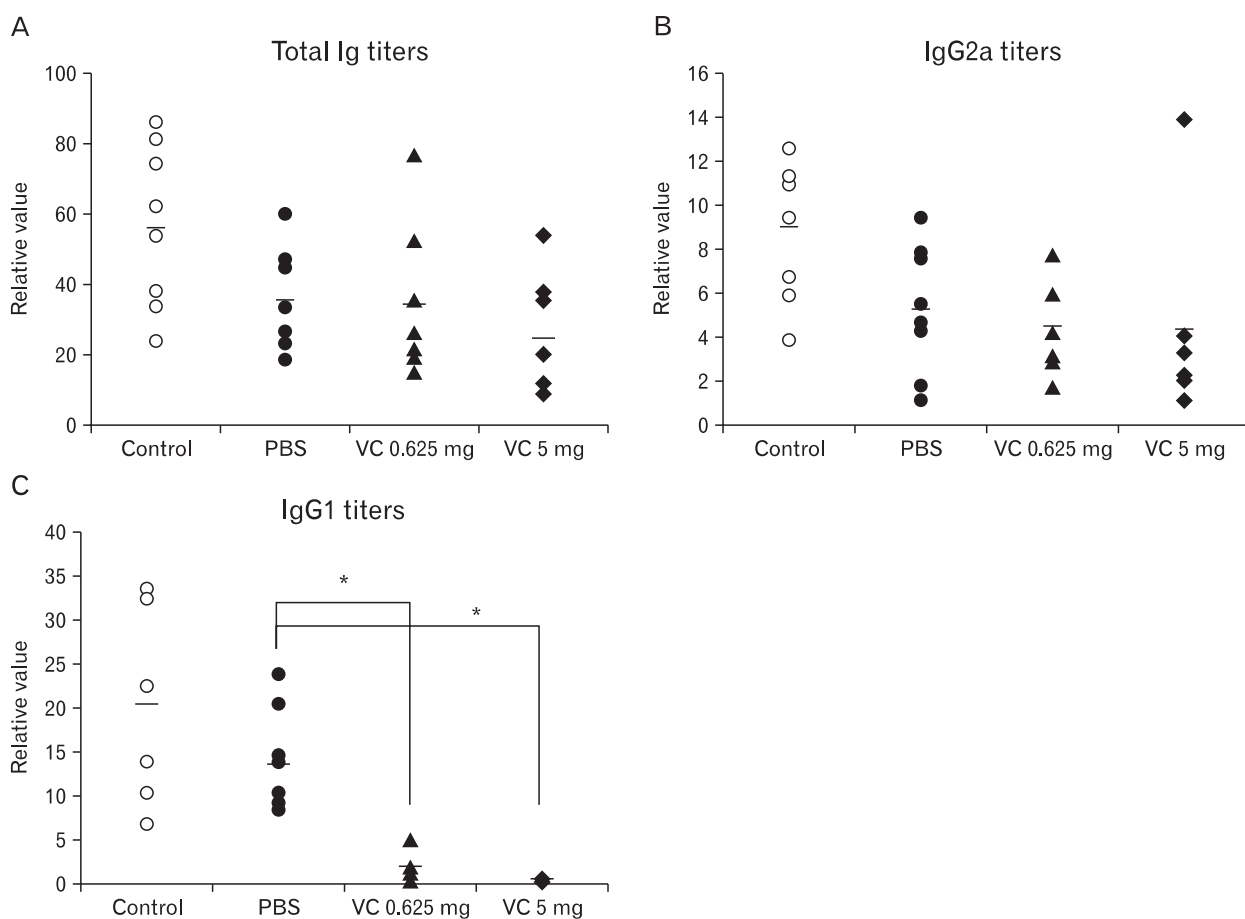 A
Total Ig titers
Relative value
100
80
60
40
20
0
Control PBS VC 0.625 mg VC 5 mg
B
IgG2a titers
Relative value
16
14
12
10
8
6
4
2
0
Control PBS VC 0.625 mg VC 5 mg
C
IgG1 titers
Relative value
40
35
30
25
20
15
10
5
0
*
*
Control PBS VC 0.625 mg VC 5 mg